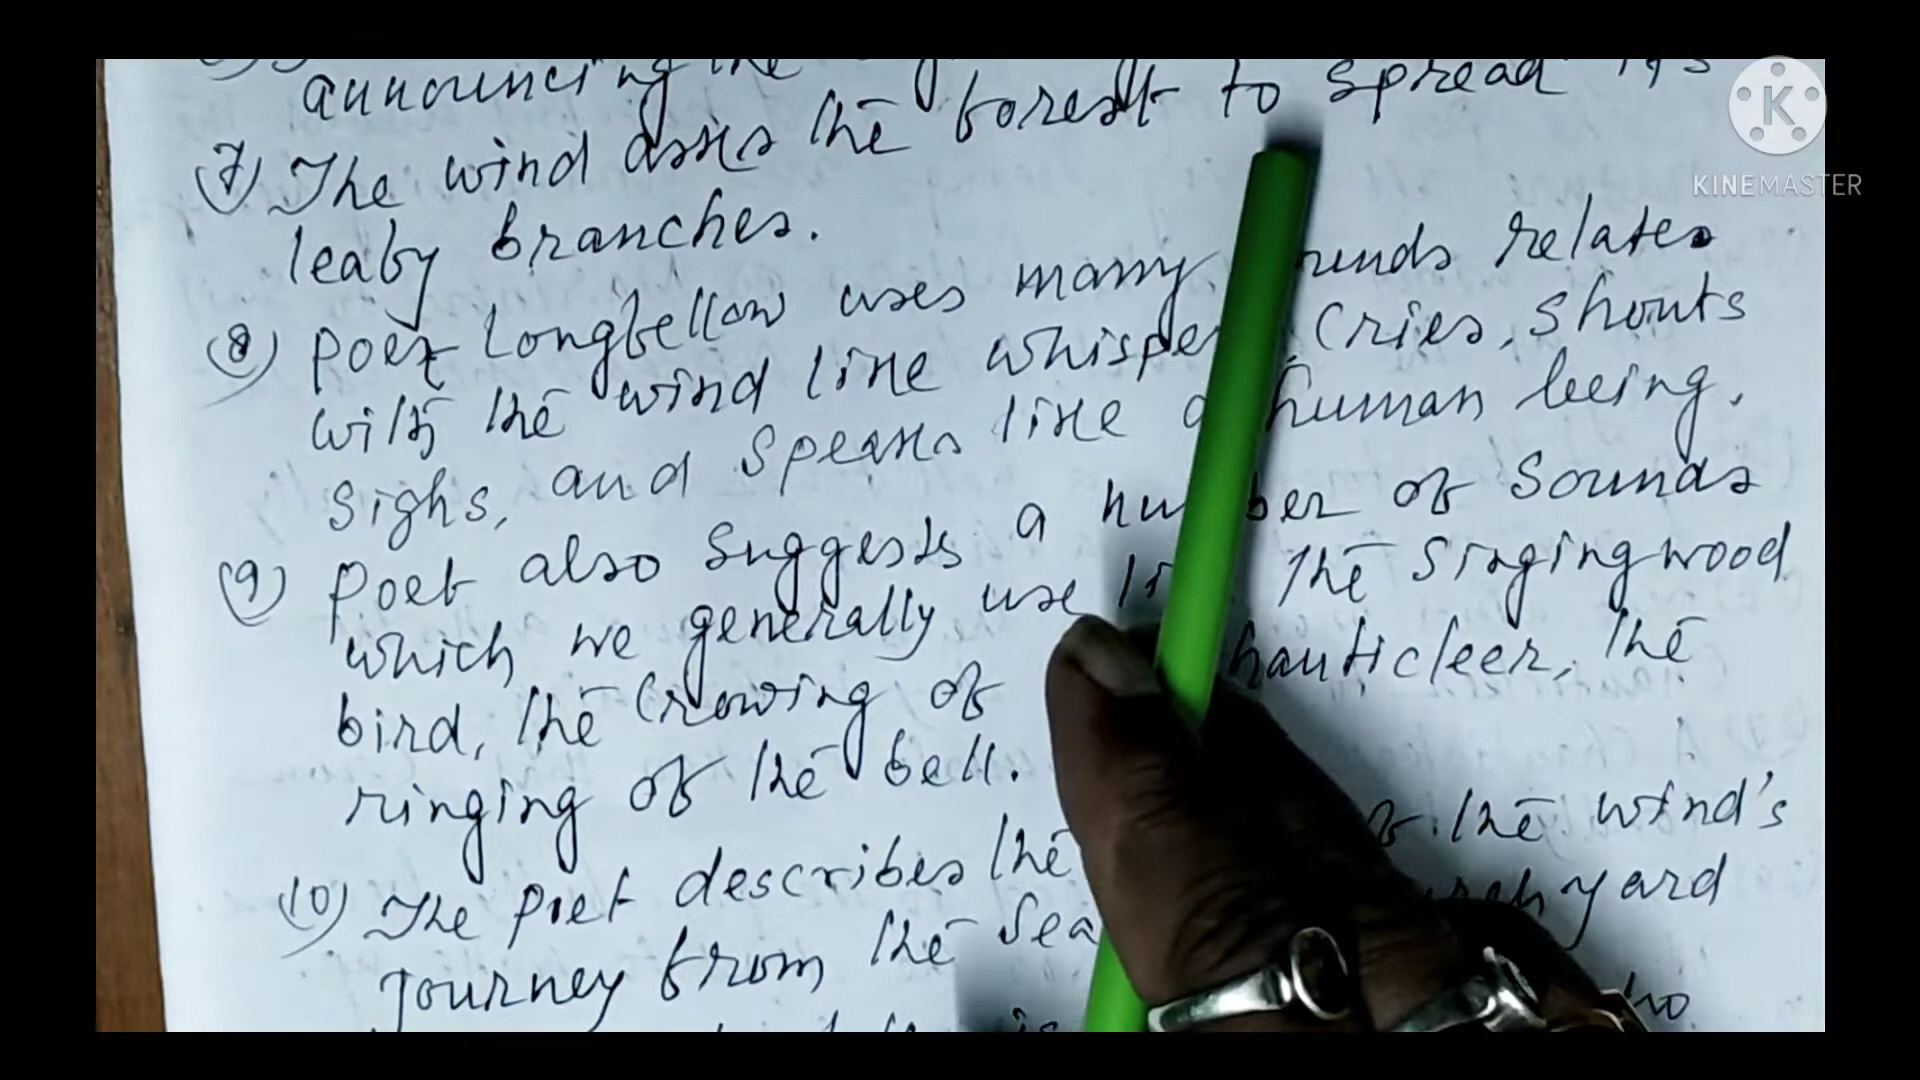 announcing the
(7) The wind asks the forest to spread its
leafy branches.
(8) Poet Longfellow uses many relates
with the wind like whisper, Cries, Shouts
Sighs, and speaks like a human being.
(9) Poet also suggests a number of Sounds
which we generally use the Singing wood
bird, the Crowing of Chanticleer, the
ringing of the bell.
(10) The Poet describes the of the wind's
Journey from the Sea yard
KINEMASTER